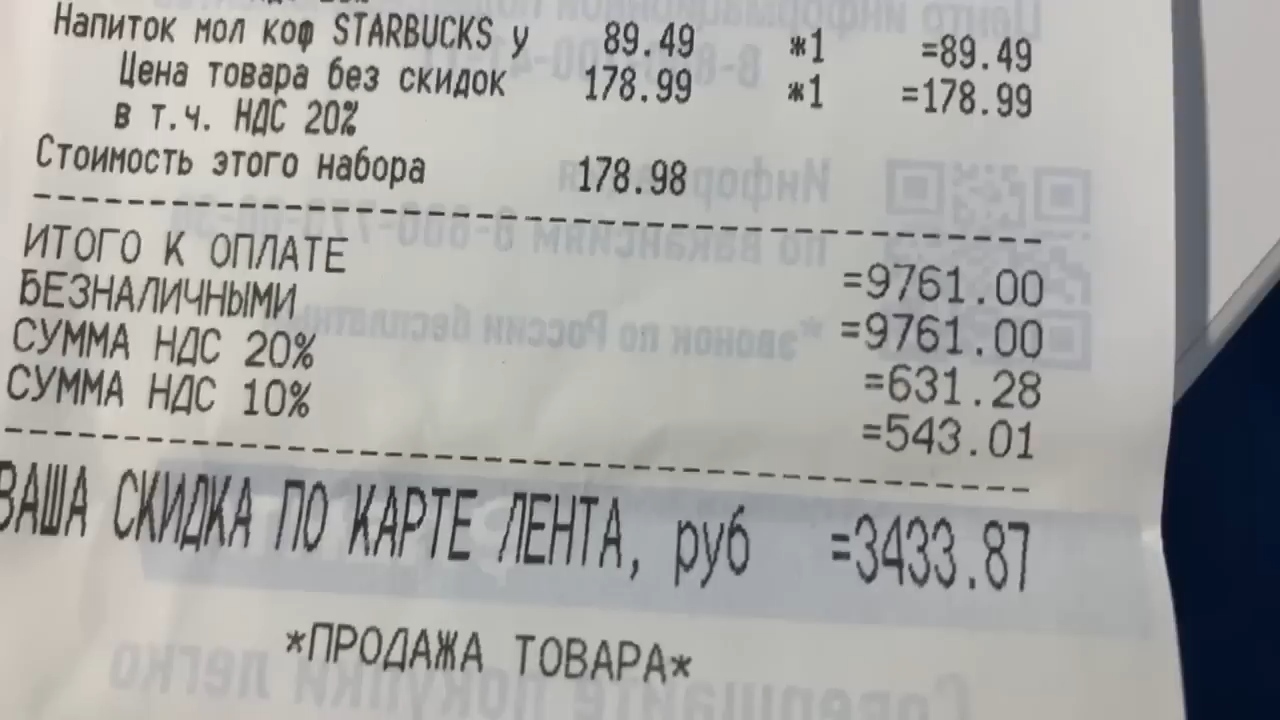 Напиток мол коф STARBUCKS у 89.49 *1 =89.49
Цена товара без скидок 178.99 *1 =178.99
в т.ч. НДС 20%
Стоимость этого набора 178.98
ИТОГО К ОПЛАТЕ =9761.00
БЕЗНАЛИЧНЫМИ =9761.00
СУММА НДС 20% =631.28
СУММА НДС 10% =543.01
ВАША СКИДКА ПО КАРТЕ ЛЕНТА, руб =3433.87
*ПРОДАЖА ТОВАРА*